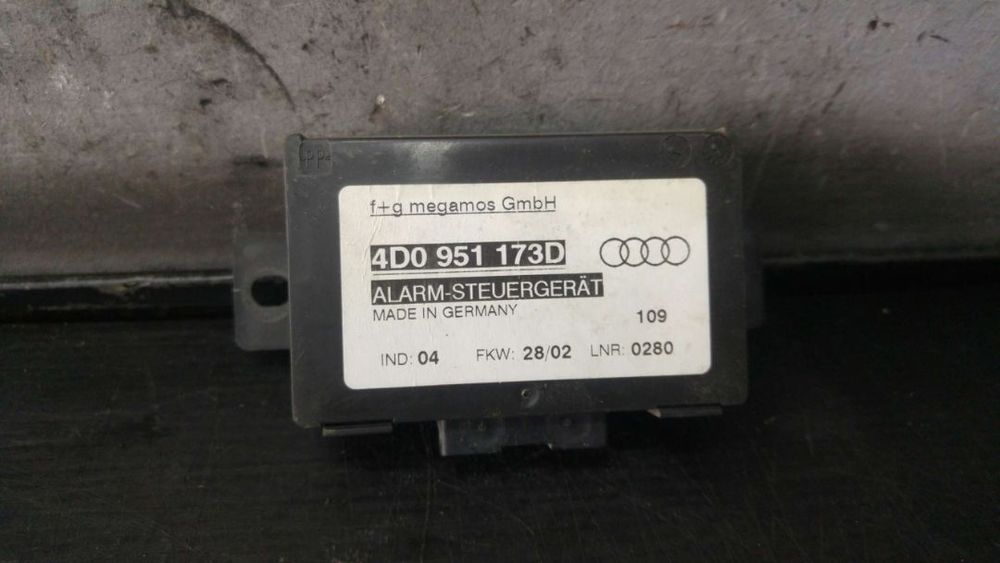 f+g megamos GmbH
4D0 951 173D
ALARM-STEUERGERÄT
MADE IN GERMANY
109
IND: 04 FKW: 28/02 LNR: 0280